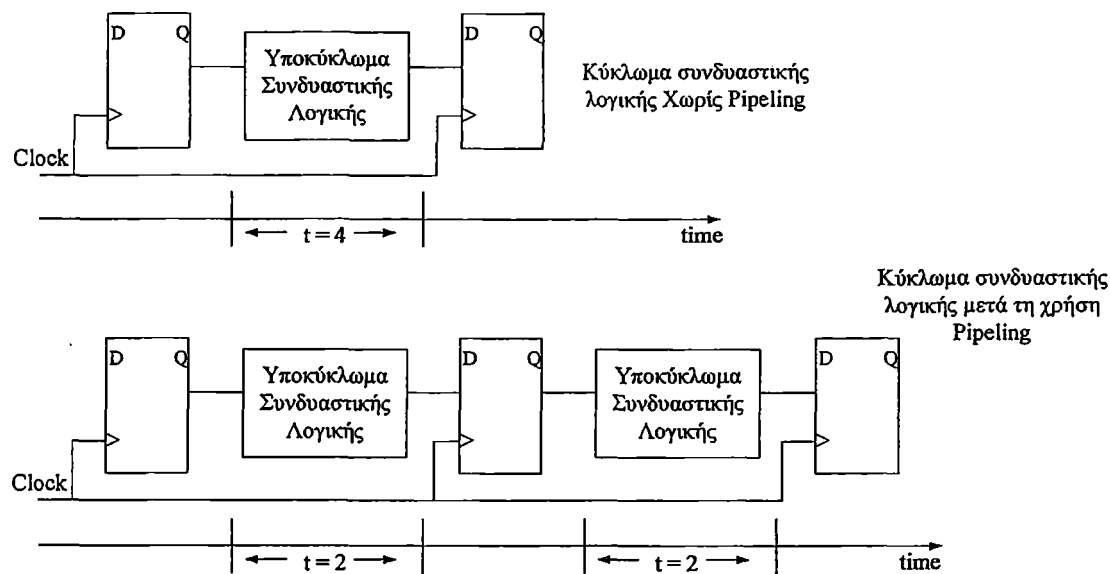 D Q
Υποκύκλωμα
Συνδυαστικής
Λογικής
D Q
Κύκλωμα συνδυαστικής
λογικής Χωρίς Pipeling
Clock
t = 4
time
Κύκλωμα συνδυαστικής
λογικής μετά τη χρήση
Pipeling
D Q
Υποκύκλωμα
Συνδυαστικής
Λογικής
D Q
Υποκύκλωμα
Συνδυαστικής
Λογικής
D Q
Clock
t = 2
t = 2
time